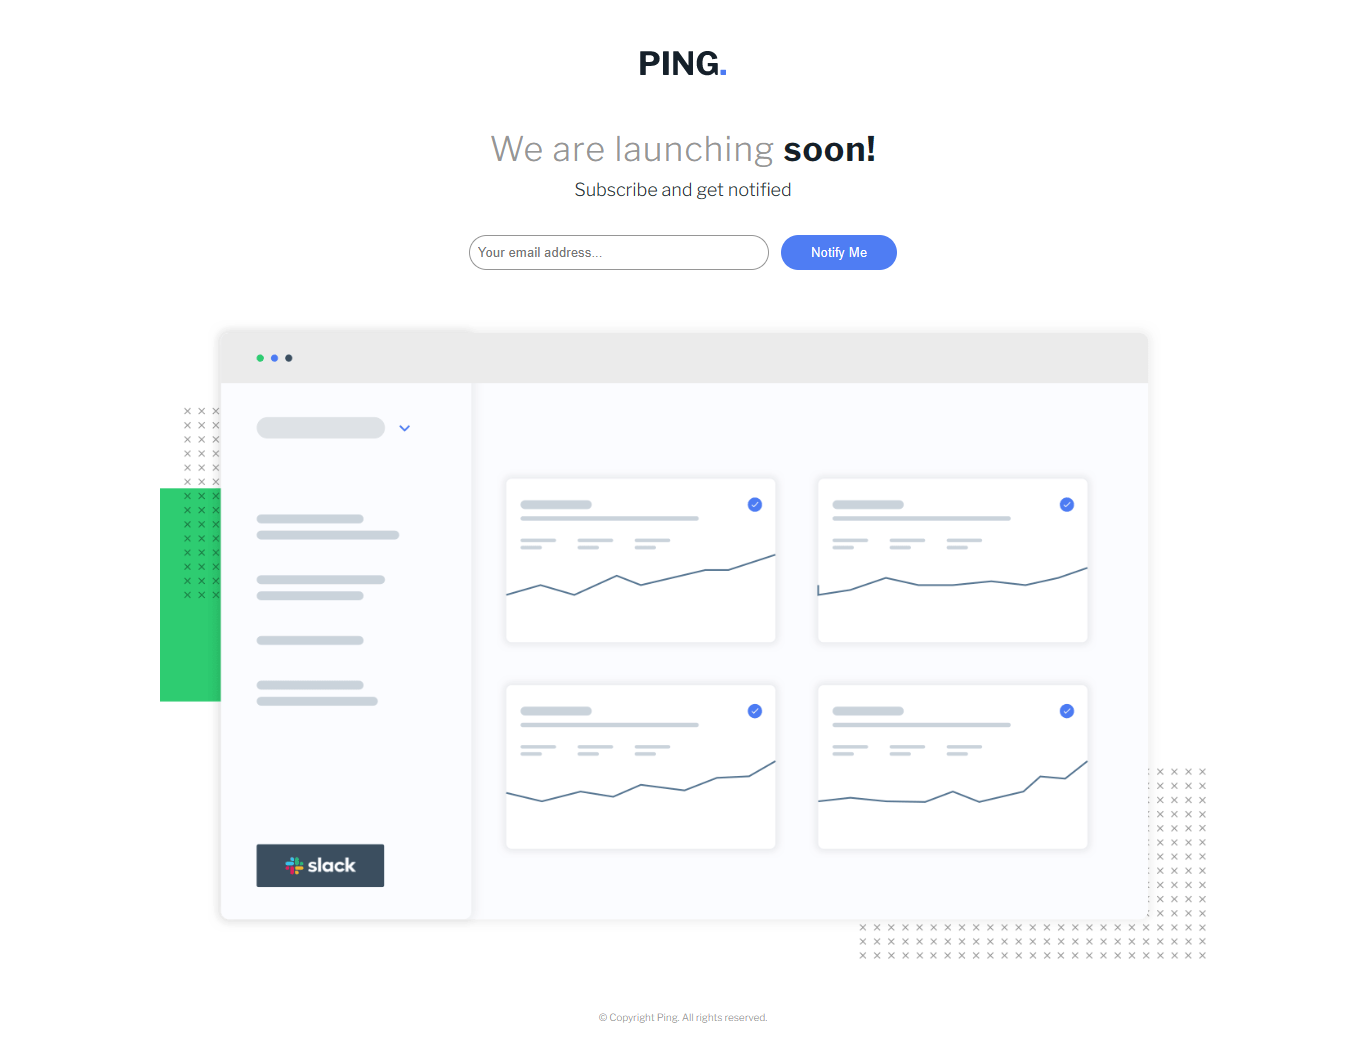 PING.
We are launching soon!
Subscribe and get notified
Your email address...
Notify Me
slack
© Copyright Ping. All rights reserved.